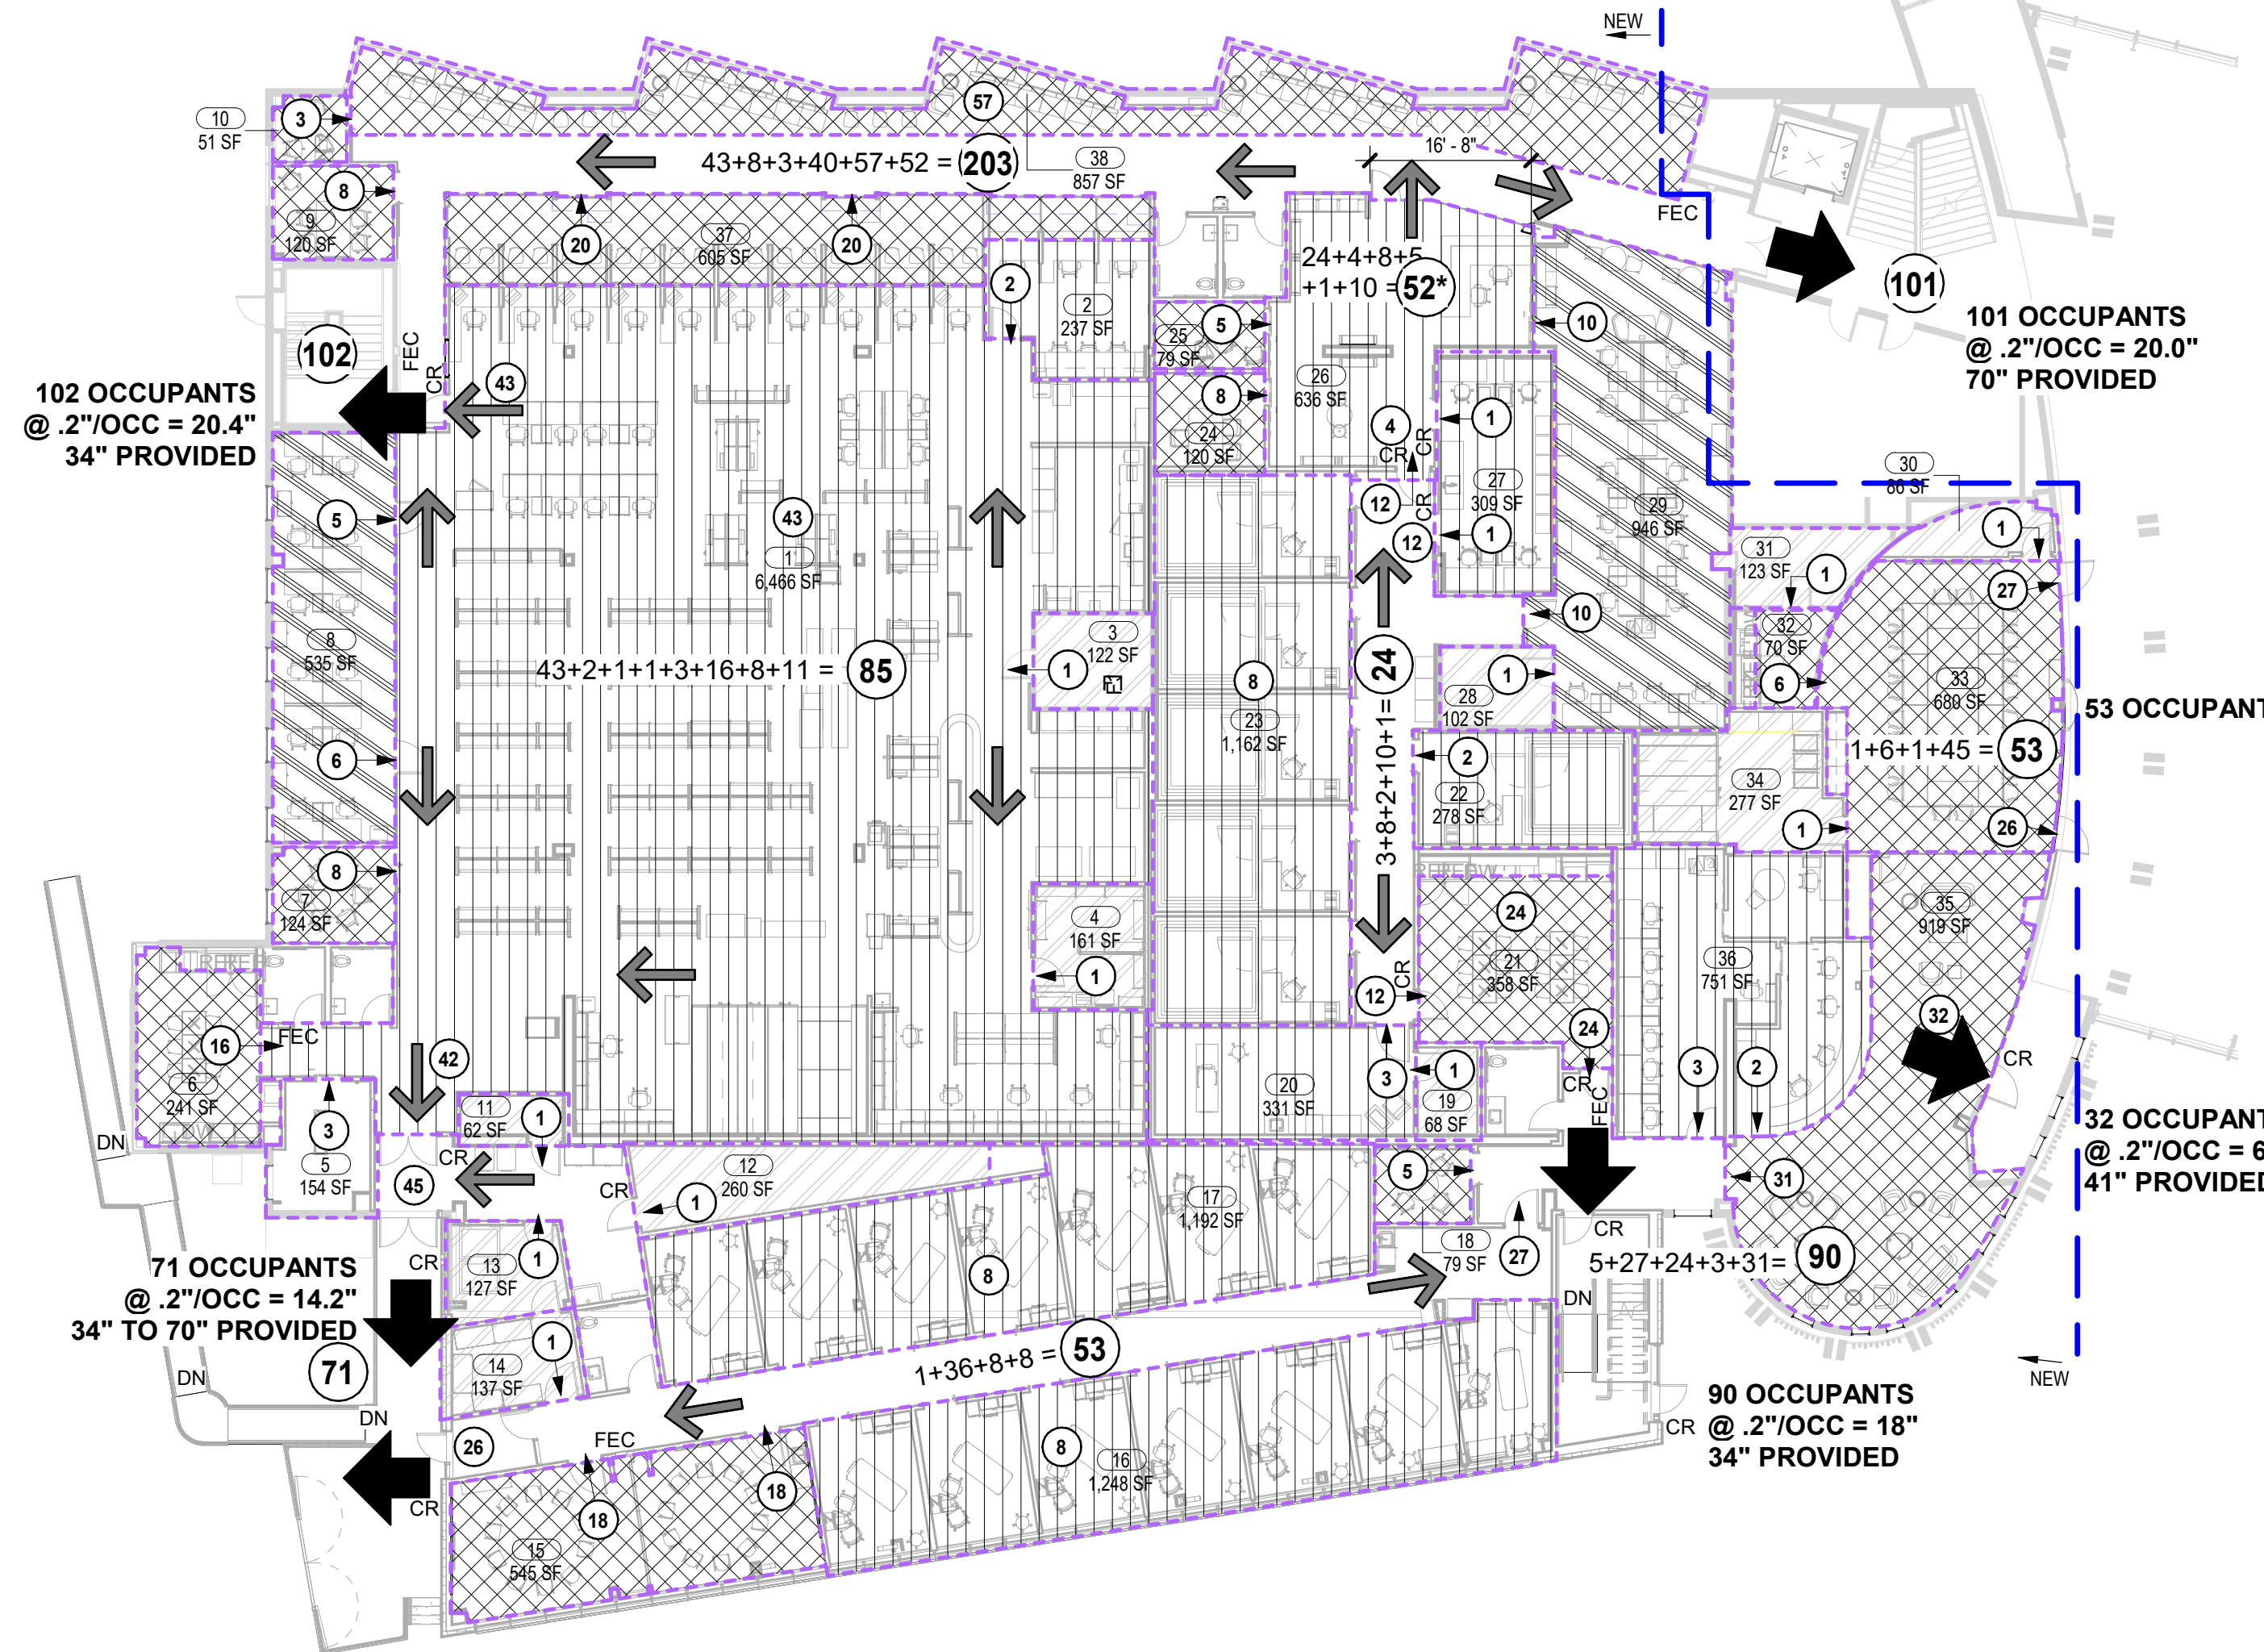 NEW
10
51 SF
3
57
43+8+3+40+57+52 = 203
38
857 SF
16' - 8"
FEC
8
9
120 SF
20
37
605 SF
20
2
2
237 SF
24+4+8+5
+1+10 = 52*
10
101
101 OCCUPANTS
@ .2"/OCC = 20.0"
70" PROVIDED
102
FEC
CR
43
102 OCCUPANTS
@ .2"/OCC = 20.4"
34" PROVIDED
5
25
79 SF
8
24
120 SF
26
636 SF
4
CR
CR
1
27
309 SF
1
12
CR
12
29
946 SF
10
30
86 SF
1
31
123 SF
1
27
32
70 SF
6
33
680 SF
53 OCCUPANT
1+6+1+45 = 53
26
5
8
535 SF
6
43
1
6,466 SF
43+2+1+1+3+16+8+11 = 85
3
122 SF
1
8
23
1,162 SF
3+8+2+10+1= 24
1
28
102 SF
2
22
278 SF
34
277 SF
1
8
7
124 SF
4
161 SF
1
12
CR
24
21
358 SF
24
36
751 SF
35
919 SF
32
CR
FEC
16
6
241 SF
42
3
5
154 SF
11
62 SF
1
20
331 SF
3
1
19
68 SF
CR
FEC
3
2
32 OCCUPANT
@ .2"/OCC = 6
41" PROVIDED
DN
CR
45
12
260 SF
CR
1
17
1,192 SF
5
18
79 SF
27
31
CR
5+27+24+3+31= 90
DN
71 OCCUPANTS
@ .2"/OCC = 14.2"
34" TO 70" PROVIDED
71
CR
13
127 SF
1
14
137 SF
1
8
1+36+8+8 = 53
NEW
90 OCCUPANTS
@ .2"/OCC = 18"
34" PROVIDED
CR
DN
DN
26
FEC
CR
18
18
15
545 SF
8
16
1,248 SF